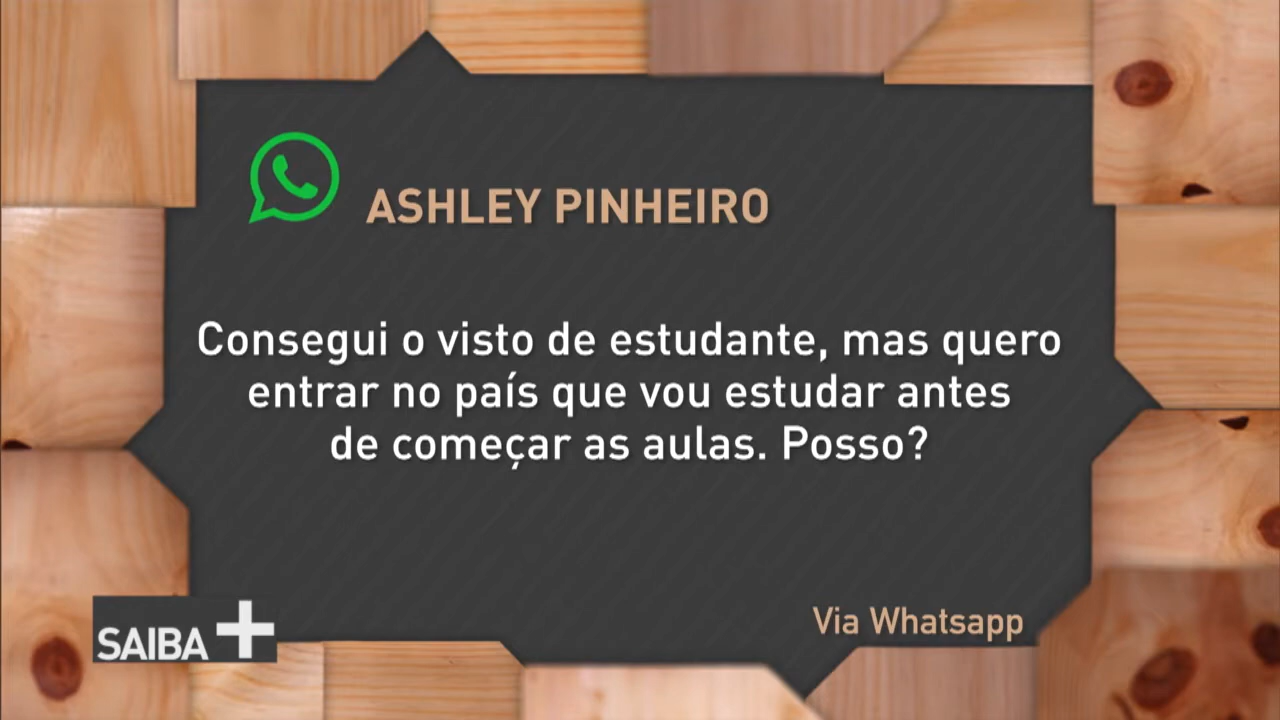 ASHLEY PINHEIRO
Consegui o visto de estudante, mas quero
entrar no país que vou estudar antes
de começar as aulas. Posso?
Via Whatsapp
SAIBA +